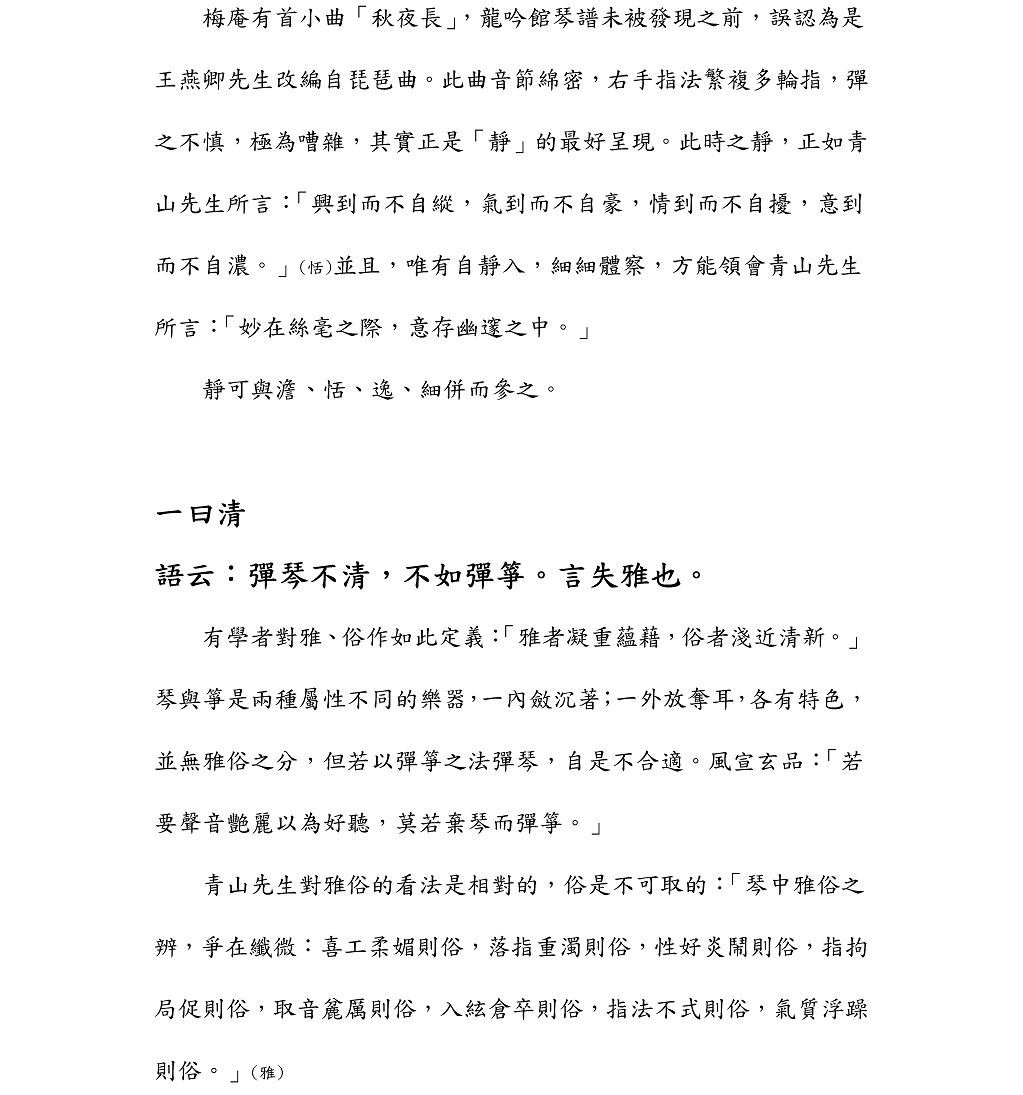 梅庵有首小曲「秋夜長」，龍吟館琴譜未被發現之前，誤認為是
王燕卿先生改編自琵琶曲。此曲音節綿密，右手指法繁複多輪指，彈
之不慎，極為嘈雜，其實正是「靜」的最好呈現。此時之靜，正如青
山先生所言：「興到而不自縱，氣到而不自豪，情到而不自擾，意到
而不自濃。」(恬)並且，唯有自靜入，細細體察，方能領會青山先生
所言：「妙在絲毫之際，意存幽邃之中。」
靜可與澹、恬、逸、細併而參之。
一曰清
語云：彈琴不清，不如彈箏。言失雅也。
有學者對雅、俗作如此定義：「雅者凝重蘊藉，俗者淺近清新。」
琴與箏是兩種屬性不同的樂器，一內斂沉著；一外放奪耳，各有特色，
並無雅俗之分，但若以彈箏之法彈琴，自是不合適。風宣玄品：「若
要聲音艷麗以為好聽，莫若棄琴而彈箏。」
青山先生對雅俗的看法是相對的，俗是不可取的：「琴中雅俗之
辨，爭在纖微：喜工柔媚則俗，落指重濁則俗，性好炎鬧則俗，指拘
局促則俗，取音麄厲則俗，入絃倉卒則俗，指法不式則俗，氣質浮躁
則俗。」(雅)